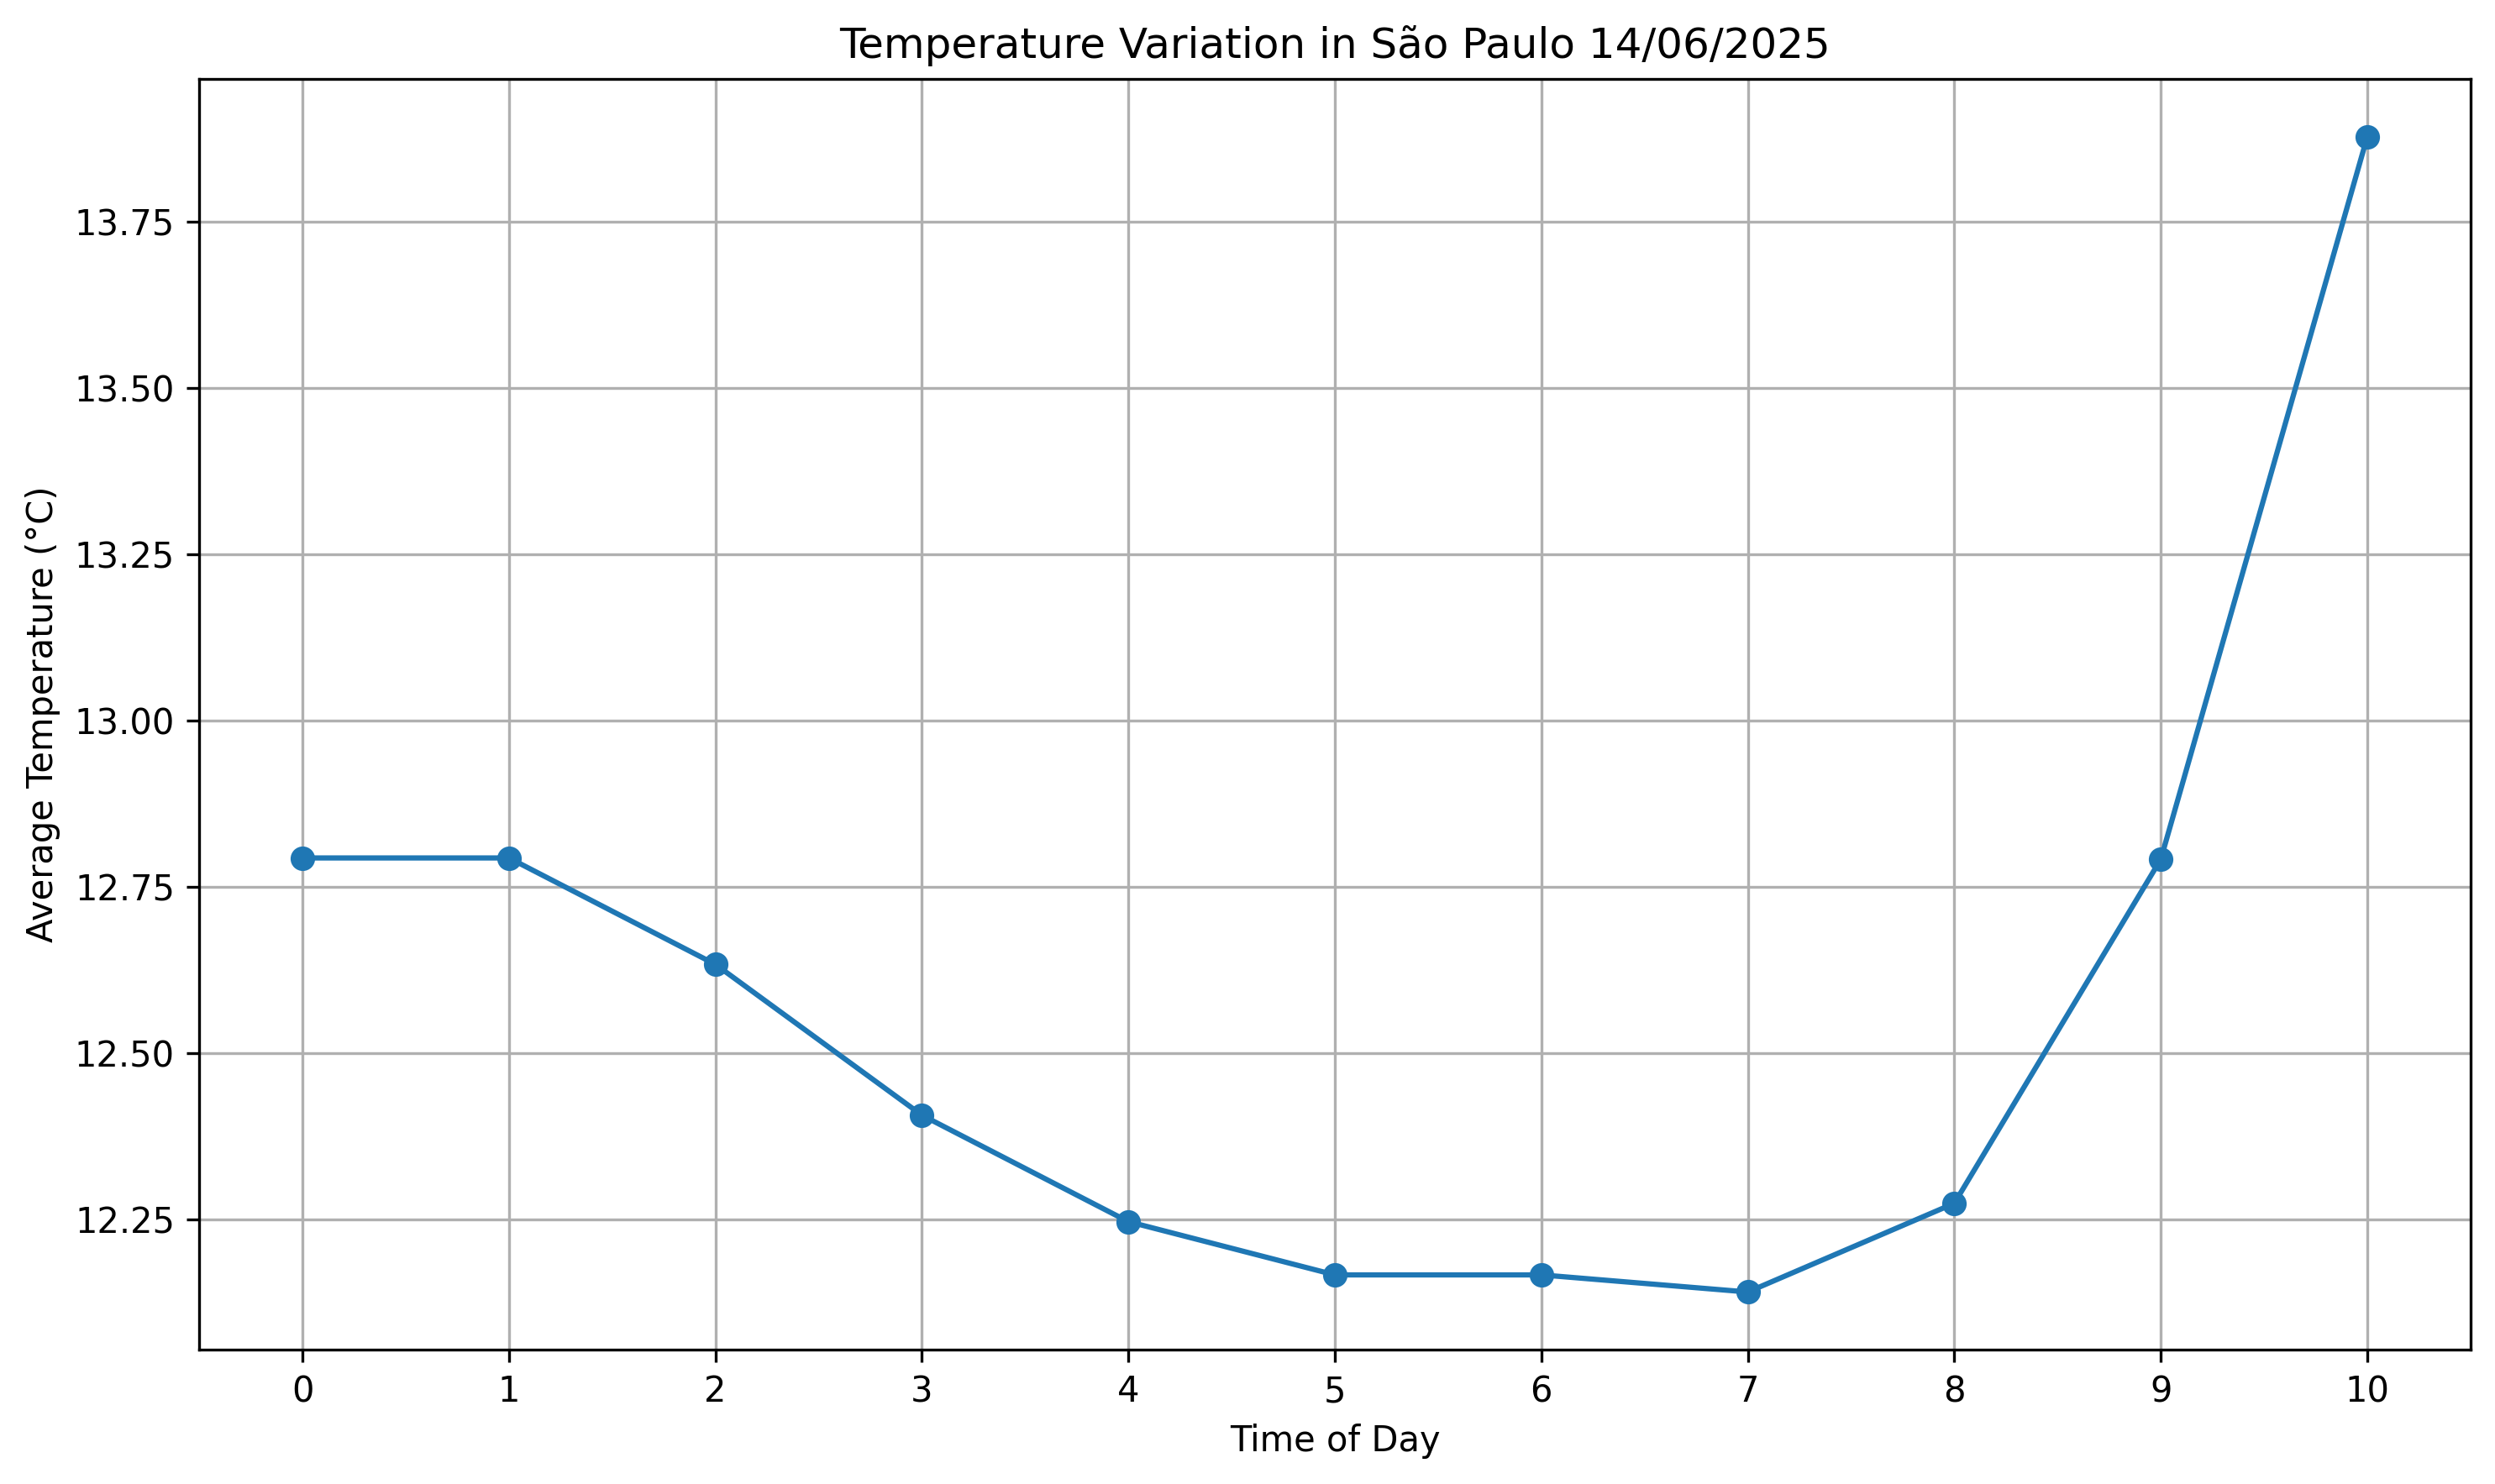 Temperature Variation in São Paulo 14/06/2025
Average Temperature (°C)
13.75
13.50
13.25
13.00
12.75
12.50
12.25
0 1 2 3 4 5 6 7 8 9 10
Time of Day